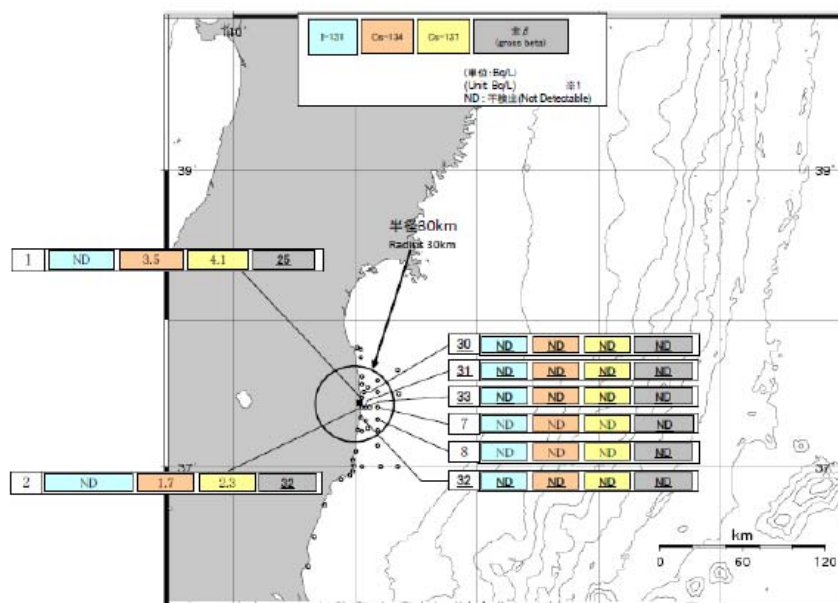 140°
I-131 Cs-134 Cs-137 全β
(gross beta)
(単位:Bq/L)
(Unit Bq/L) ※1
ND : 不検出(Not Detectable)
39° 39°
半径30km
Radius 30km
1 ND 3.5 4.1 25
30 ND ND ND ND
31 ND ND ND ND
33 ND ND ND ND
7 ND ND ND ND
8 ND ND ND ND
37° 37°
2 ND 1.7 2.3 32
32 ND ND ND ND
km
0 60 120